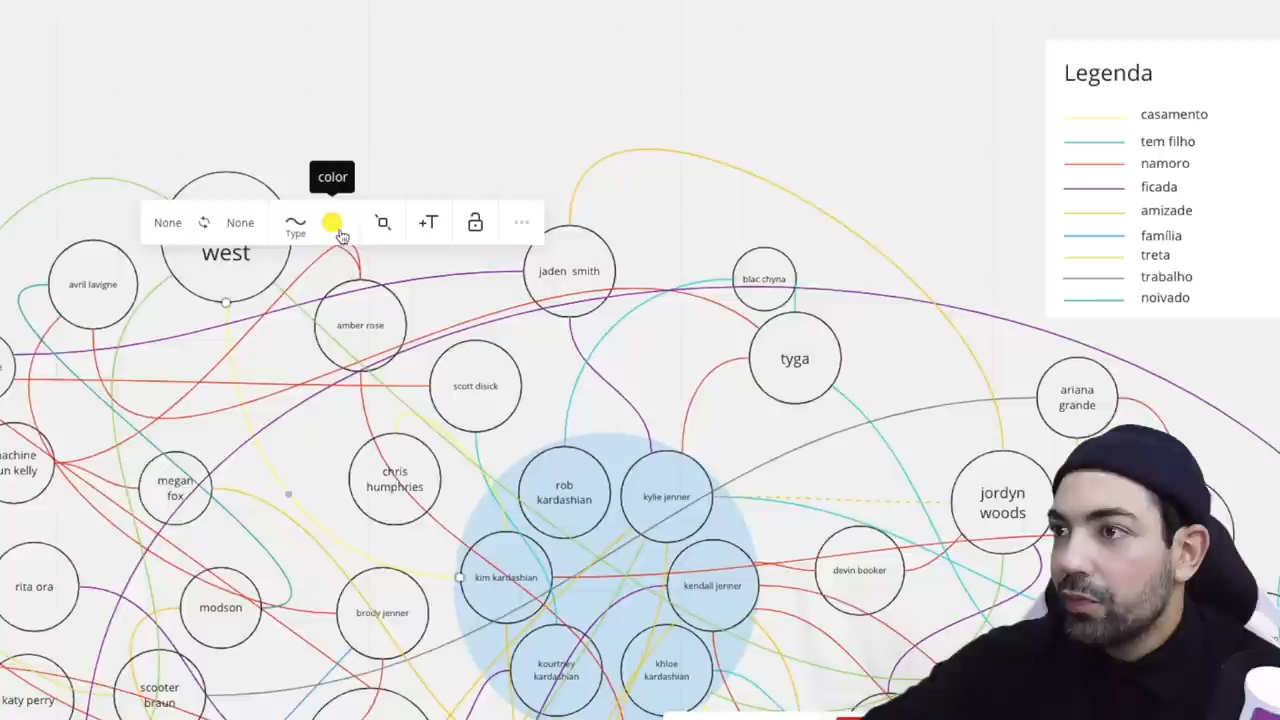 Legenda
casamento
tem filho
namoro
ficada
amizade
família
treta
trabalho
noivado
color
None
None
Type
+T
west
avril lavigne
amber rose
jaden smith
blac chyna
tyga
scott disick
ariana
grande
machine
un kelly
megan
fox
chris
humphries
rob
kardashian
kylie jenner
jordyn
woods
rita ora
modson
brody jenner
kim kardashian
kendall jenner
devin booker
katy perry
scooter
braun
kourtney
kardashian
khloe
kardashian